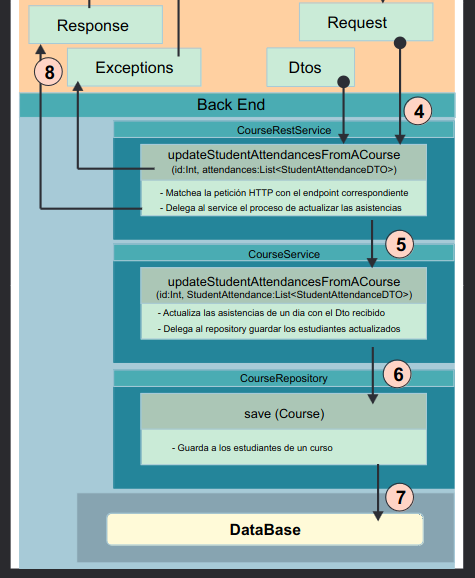 Response
Request
8
Exceptions
Dtos
Back End
4
CourseRestService
updateStudentAttendancesFromACourse
(id:Int, attendances:List<StudentAttendanceDTO>)
- Matchea la petición HTTP con el endpoint correspondiente
- Delega al service el proceso de actualizar las asistencias
5
CourseService
updateStudentAttendancesFromACourse
(id:Int, StudentAttendance:List<StudentAttendanceDTO>)
- Actualiza las asistencias de un dia con el Dto recibido
- Delega al repository guardar los estudiantes actualizados
6
CourseRepository
save (Course)
- Guarda a los estudiantes de un curso
7
DataBase